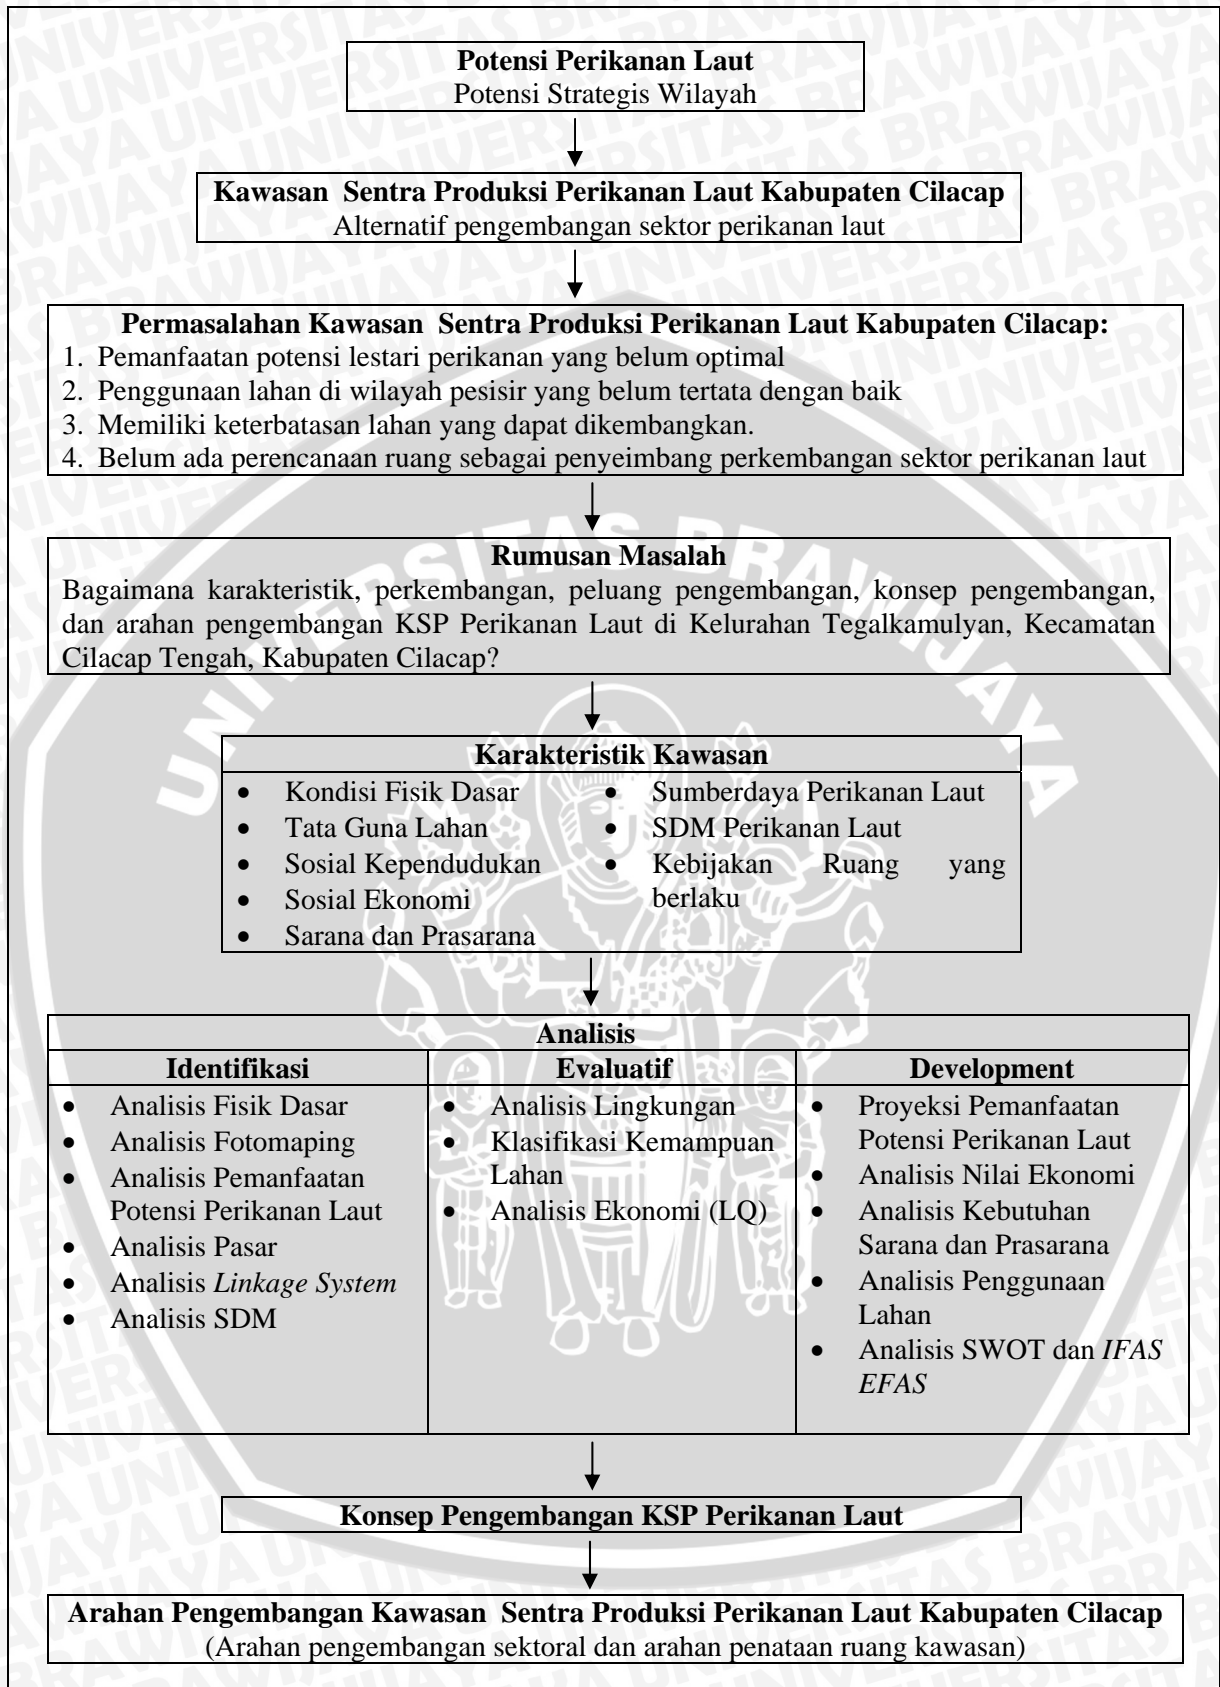 Potensi Perikanan Laut
Potensi Strategis Wilayah
Kawasan Sentra Produksi Perikanan Laut Kabupaten Cilacap
Alternatif pengembangan sektor perikanan laut
Permasalahan Kawasan Sentra Produksi Perikanan Laut Kabupaten Cilacap:
1. Pemanfaatan potensi lestari perikanan yang belum optimal
2. Penggunaan lahan di wilayah pesisir yang belum tertata dengan baik
3. Memiliki keterbatasan lahan yang dapat dikembangkan.
4. Belum ada perencanaan ruang sebagai penyeimbang perkembangan sektor perikanan laut
Rumusan Masalah
Bagaimana karakteristik, perkembangan, peluang pengembangan, konsep pengembangan,
dan arahan pengembangan KSP Perikanan Laut di Kelurahan Tegalkamulyan, Kecamatan
Cilacap Tengah, Kabupaten Cilacap?
Karakteristik Kawasan
• Kondisi Fisik Dasar
• Tata Guna Lahan
• Sosial Kependudukan
• Sosial Ekonomi
• Sarana dan Prasarana
• Sumberdaya Perikanan Laut
• SDM Perikanan Laut
• Kebijakan Ruang yang
berlaku
Analisis
Identifikasi
• Analisis Fisik Dasar
• Analisis Fotomaping
• Analisis Pemanfaatan
Potensi Perikanan Laut
• Analisis Pasar
• Analisis Linkage System
• Analisis SDM
Evaluatif
• Analisis Lingkungan
• Klasifikasi Kemampuan
Lahan
• Analisis Ekonomi (LQ)
Development
• Proyeksi Pemanfaatan
Potensi Perikanan Laut
• Analisis Nilai Ekonomi
• Analisis Kebutuhan
Sarana dan Prasarana
• Analisis Penggunaan
Lahan
• Analisis SWOT dan IFAS
EFAS
Konsep Pengembangan KSP Perikanan Laut
Arahan Pengembangan Kawasan Sentra Produksi Perikanan Laut Kabupaten Cilacap
(Arahan pengembangan sektoral dan arahan penataan ruang kawasan)
UNIVERSITAS BRAWIJAYA